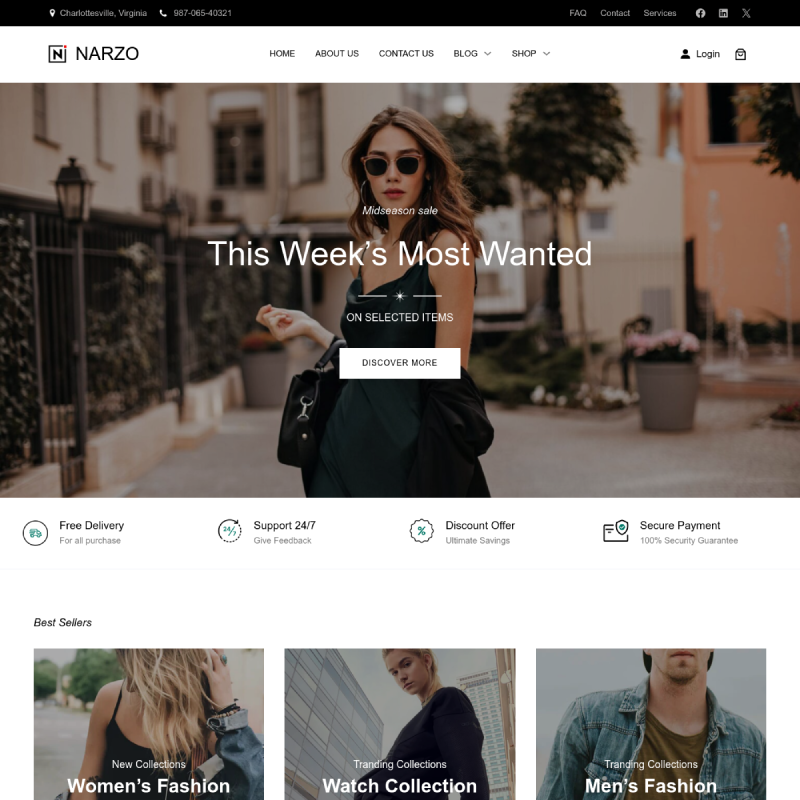 Charlottesville, Virginia 987-065-40321 FAQ Contact Services
N NARZO HOME ABOUT US CONTACT US BLOG SHOP Login
Midseason sale
This Week’s Most Wanted
ON SELECTED ITEMS
DISCOVER MORE
Free Delivery
For all purchase
24/7
Support 24/7
Give Feedback
%
Discount Offer
Ultimate Savings
Secure Payment
100% Security Guarantee
Best Sellers
New Collections
Women’s Fashion
Tranding Collections
Watch Collection
Tranding Collections
Men’s Fashion